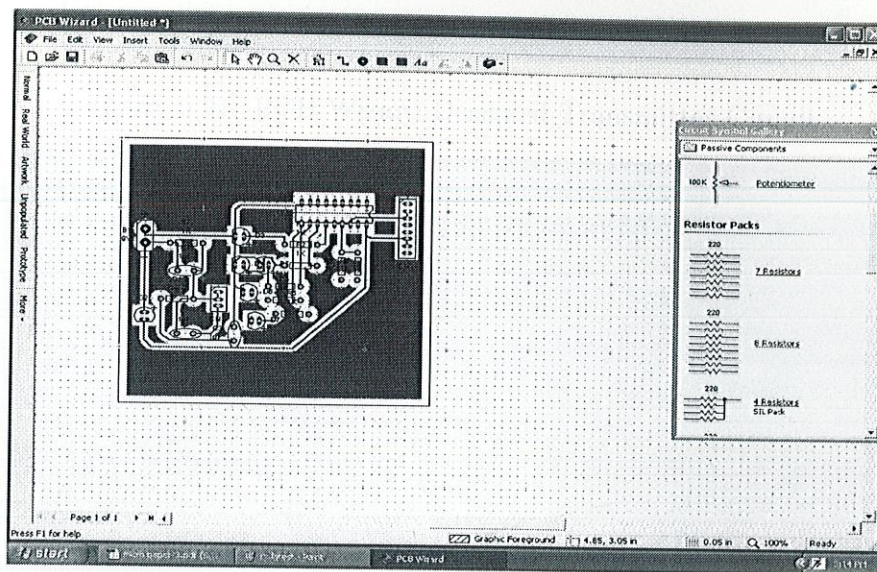 PCB Wizard - [Untitled *]
File Edit View Insert Tools Window Help
Normal Real World Artwork Unpopulated Prototype More
Circuit Symbol Gallery
Passive Components
100K
Potentiometer
Resistor Packs
220
7 Resistors
220
8 Resistors
220
4 Resistors
SIL Pack
Page 1 of 1
Press F1 for help
Graphic Foreground
4.85, 3.05 in
0.05 in
100%
Ready
start
PCB Wizard